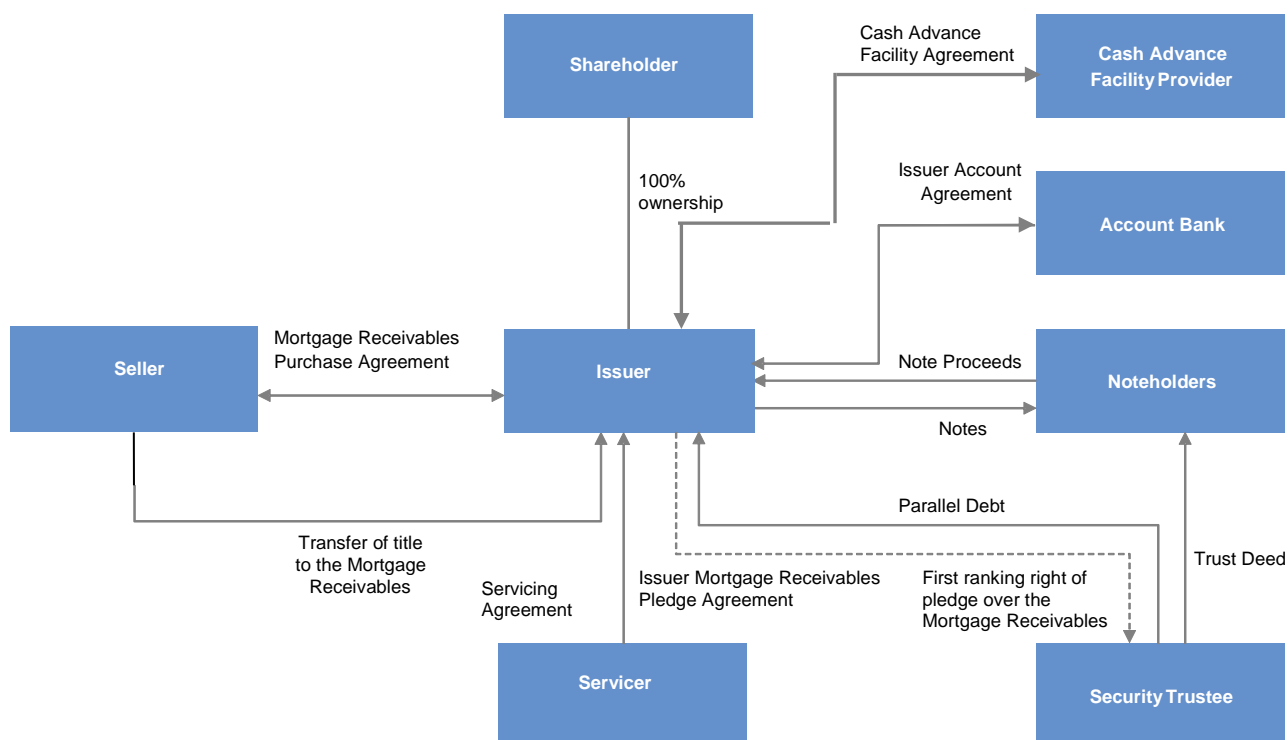 Shareholder
Cash Advance
Facility Agreement
Cash Advance
Facility Provider
100%
ownership
Issuer Account
Agreement
Account Bank
Seller
Mortgage Receivables
Purchase Agreement
Issuer
Note Proceeds
Noteholders
Notes
Transfer of title
to the Mortgage
Receivables
Servicing
Agreement
Issuer Mortgage Receivables
Pledge Agreement
Parallel Debt
First ranking right of
pledge over the
Mortgage Receivables
Trust Deed
Servicer
Security Trustee